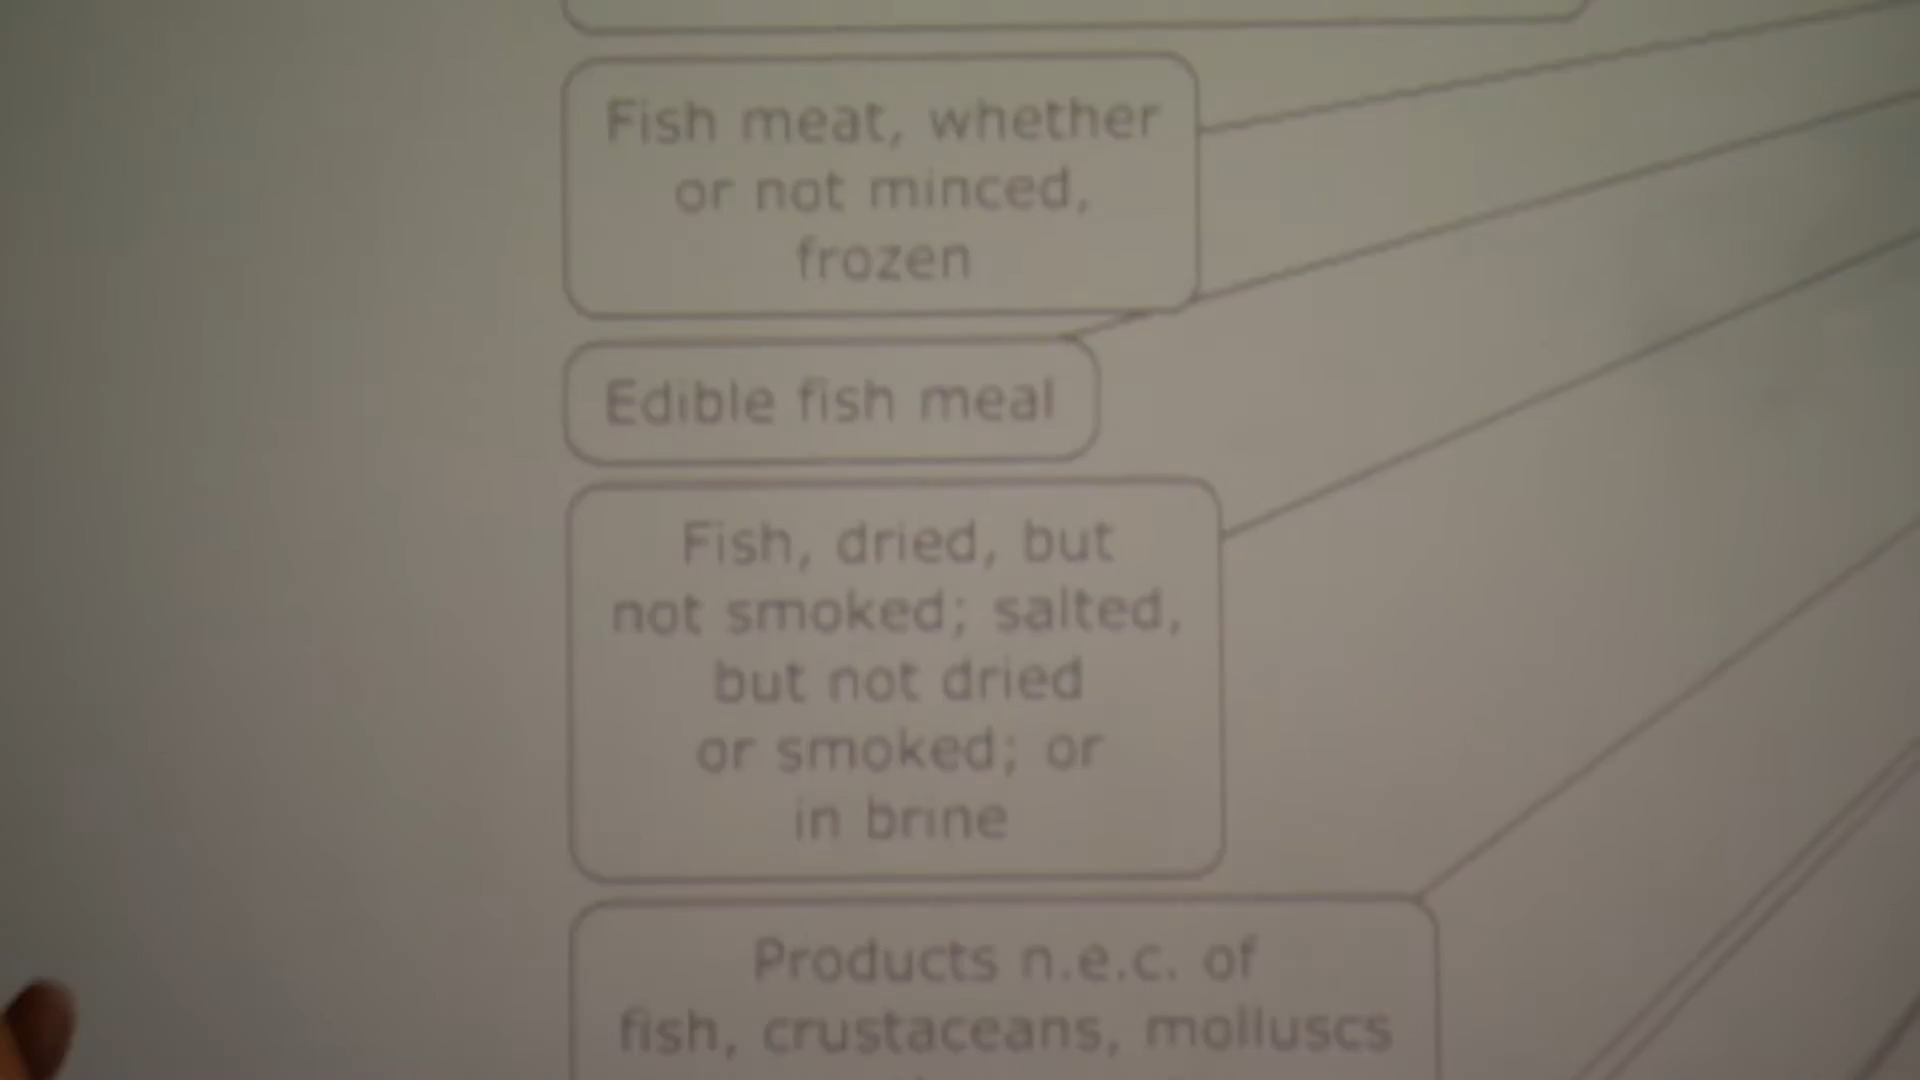 Fish meat, whether
or not minced,
frozen
Edible fish meal
Fish, dried, but
not smoked; salted,
but not dried
or smoked; or
in brine
Products n.e.c. of
fish, crustaceans, molluscs